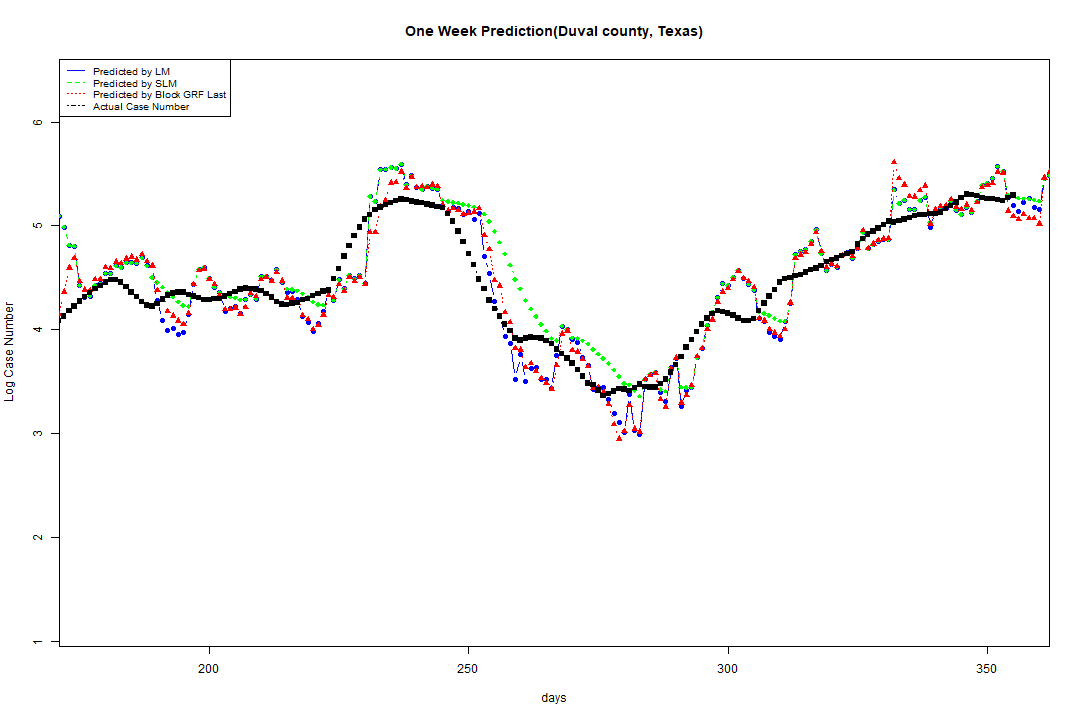 One Week Prediction(Duval county, Texas)
Predicted by LM
Predicted by SLM
Predicted by Block GRF Last
Actual Case Number
Log Case Number
6
5
4
3
2
1
200
250
300
350
days